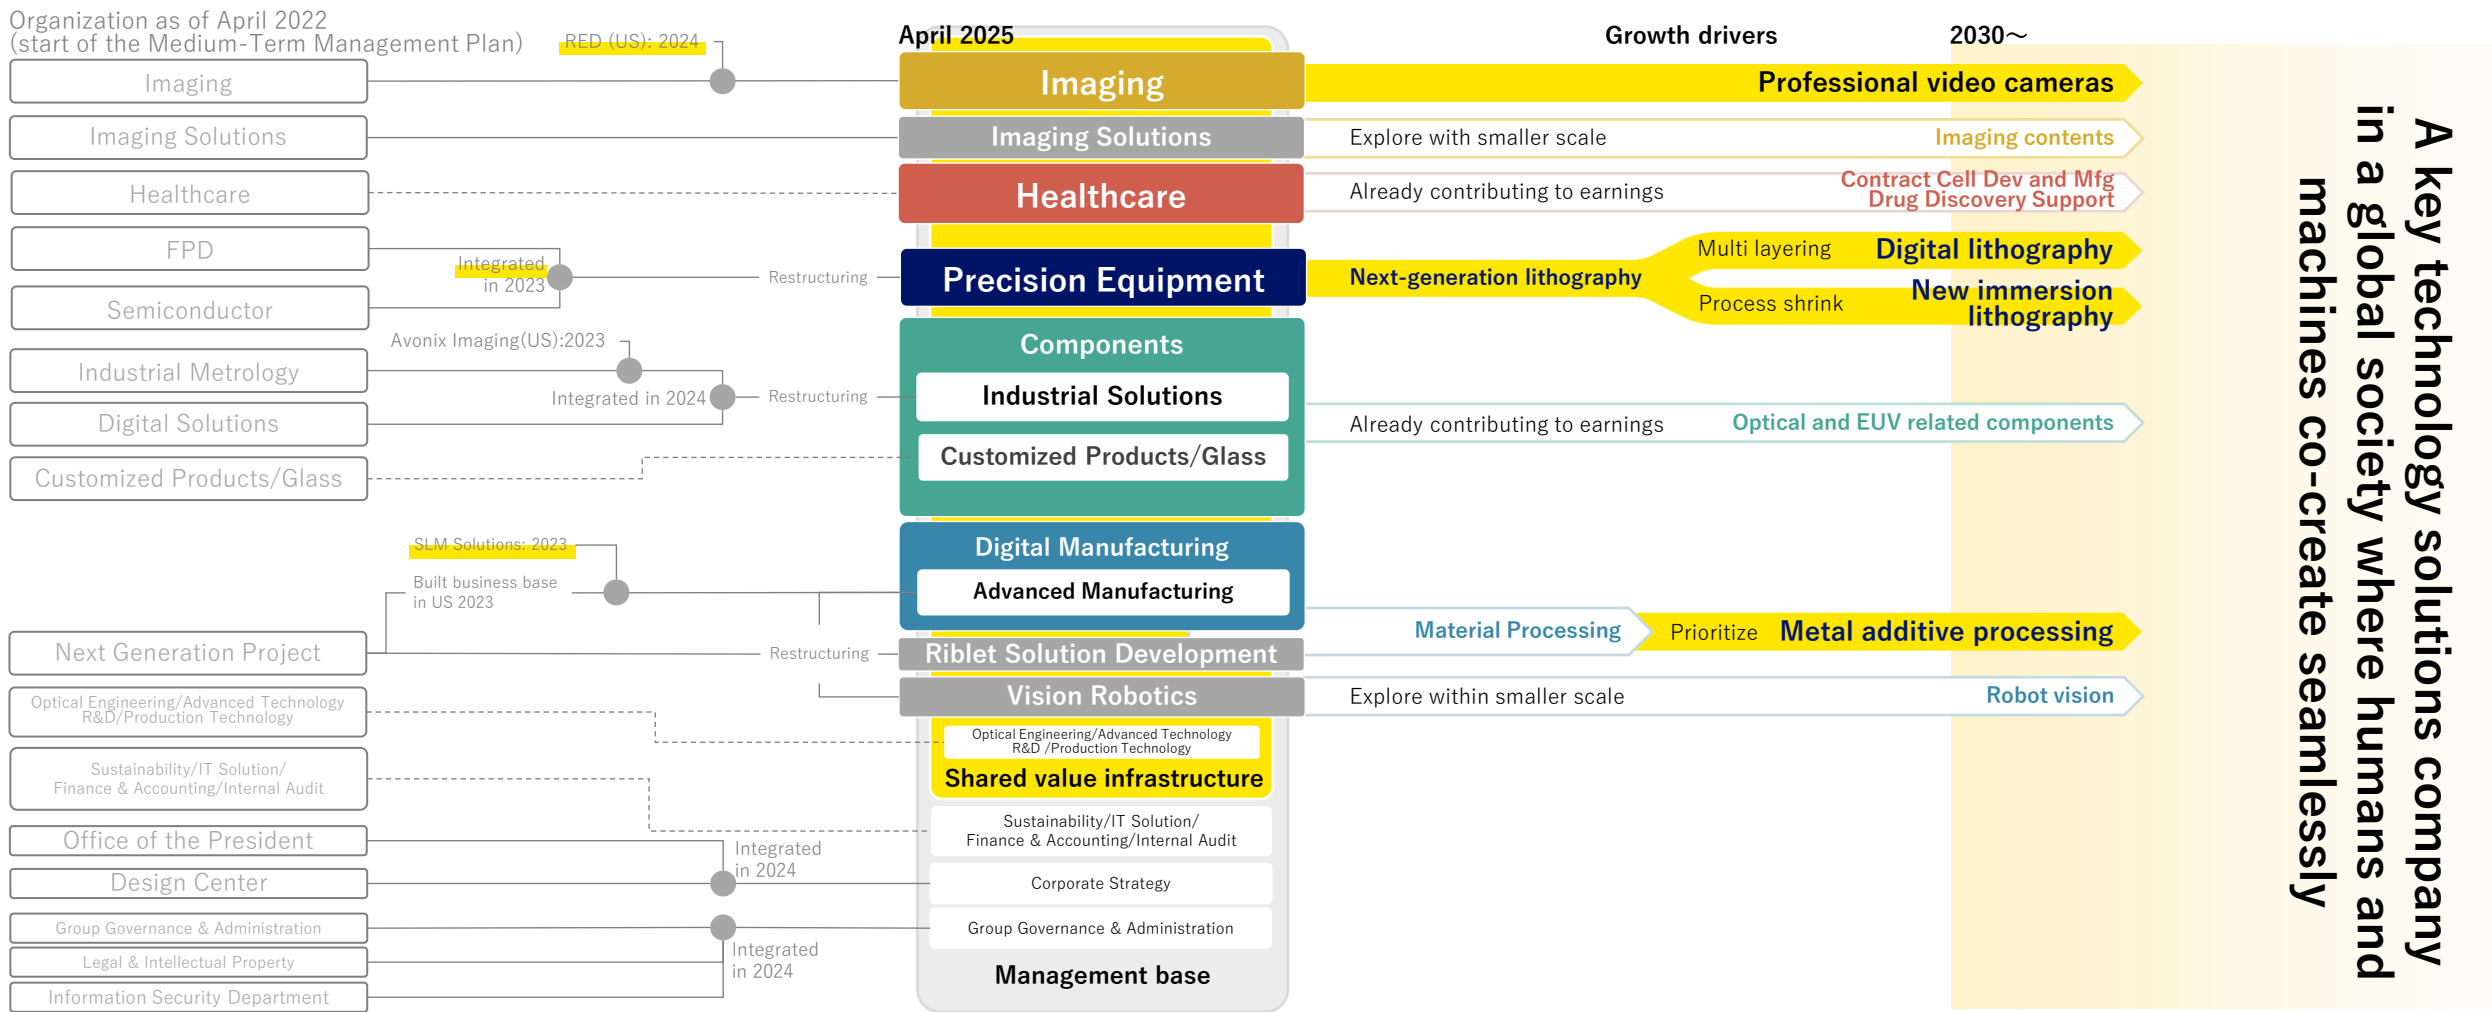 Organization as of April 2022
(start of the Medium-Term Management Plan)
RED (US): 2024
April 2025
Growth drivers
2030～
Imaging
Imaging
Professional video cameras
Imaging Solutions
Imaging Solutions
Explore with smaller scale
Imaging contents
Healthcare
Healthcare
Already contributing to earnings
Contract Cell Dev and Mfg
Drug Discovery Support
FPD
Semiconductor
Integrated
in 2023
Restructuring
Precision Equipment
Next-generation lithography
Multi layering
Digital lithography
Process shrink
New immersion
lithography
Industrial Metrology
Digital Solutions
Avonix Imaging(US):2023
Integrated in 2024
Restructuring
Customized Products/Glass
Components
Industrial Solutions
Customized Products/Glass
Already contributing to earnings
Optical and EUV related components
SLM Solutions: 2023
Built business base
in US 2023
Next Generation Project
Restructuring
Digital Manufacturing
Advanced Manufacturing
Riblet Solution Development
Material Processing
Prioritize
Metal additive processing
Vision Robotics
Explore within smaller scale
Robot vision
Optical Engineering/Advanced Technology
R&D/Production Technology
Optical Engineering/Advanced Technology
R&D /Production Technology
Shared value infrastructure
Sustainability/IT Solution/
Finance & Accounting/Internal Audit
Sustainability/IT Solution/
Finance & Accounting/Internal Audit
Office of the President
Design Center
Integrated
in 2024
Corporate Strategy
Group Governance & Administration
Legal & Intellectual Property
Information Security Department
Integrated
in 2024
Group Governance & Administration
Management base
A key technology solutions company
in a global society where humans and
machines co-create seamlessly